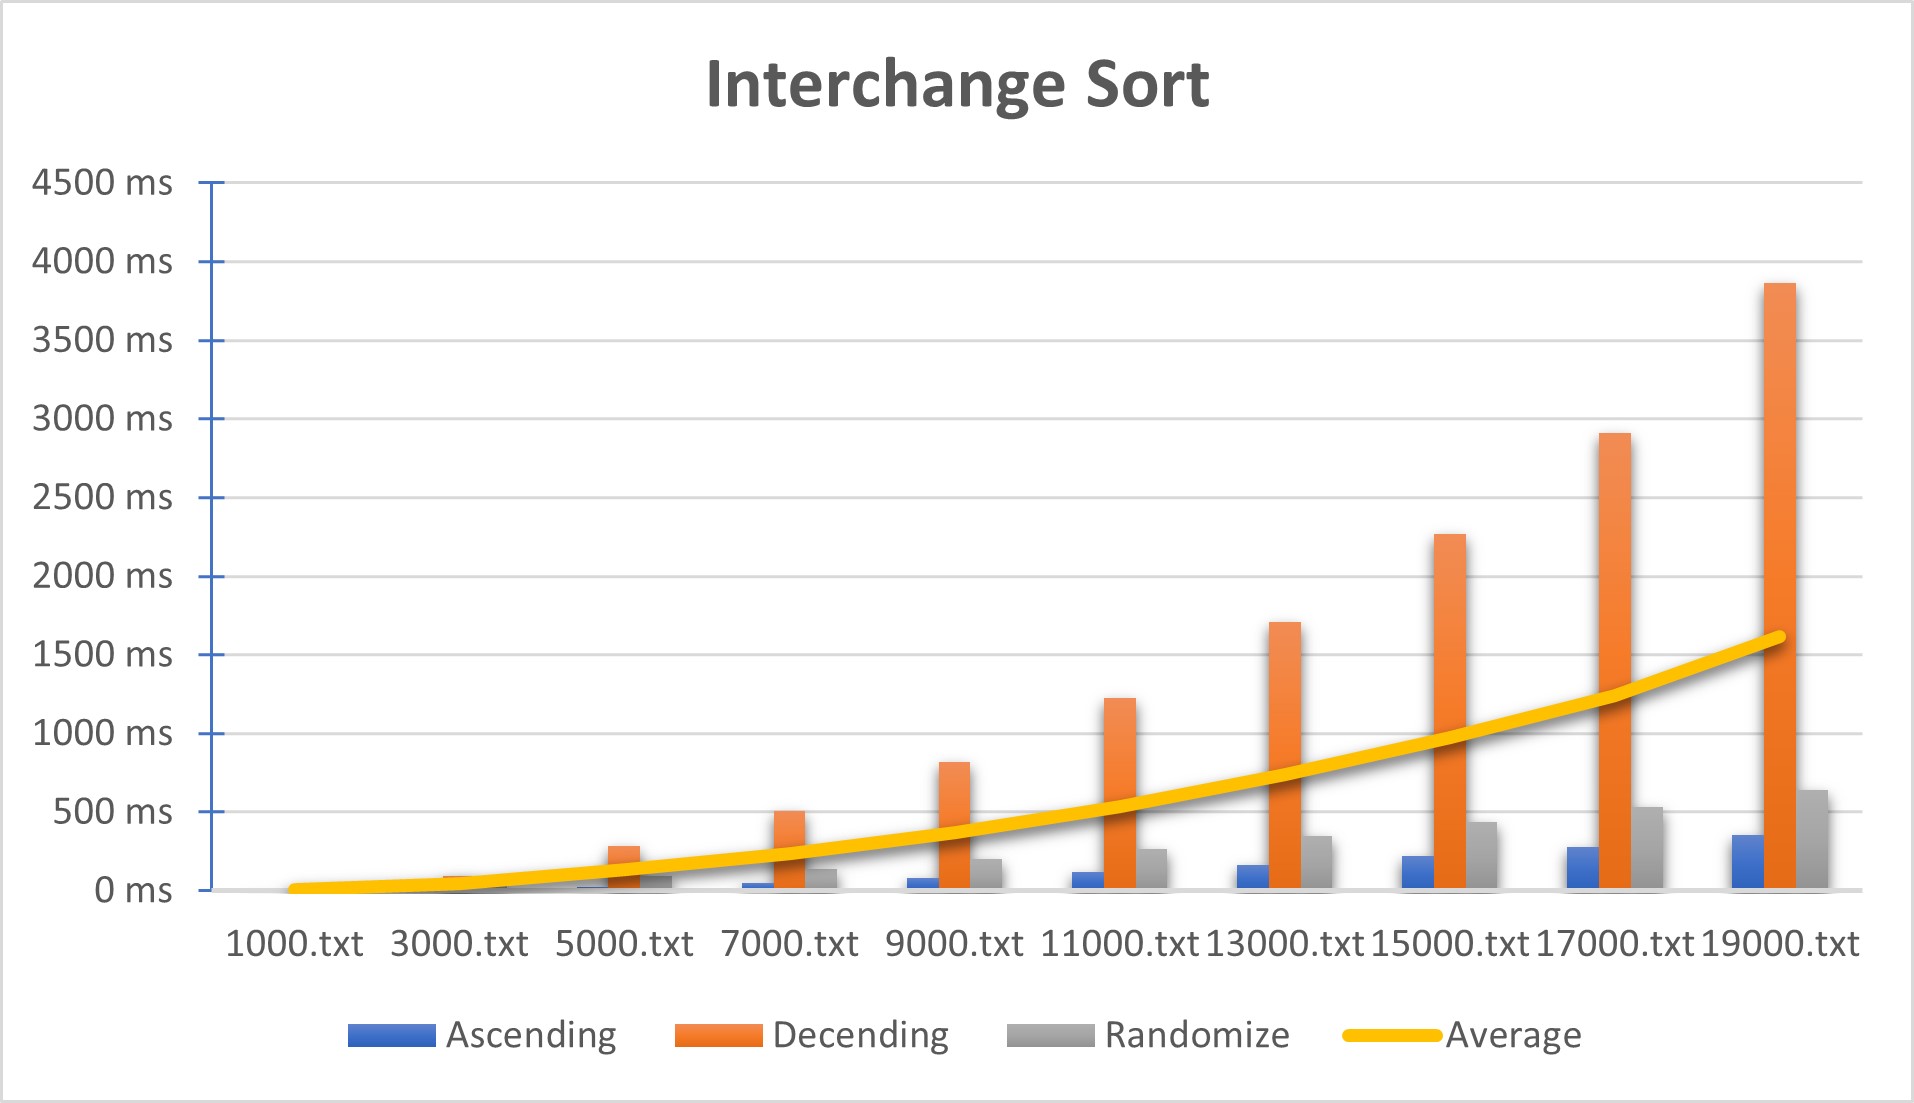 Interchange Sort
4500 ms
4000 ms
3500 ms
3000 ms
2500 ms
2000 ms
1500 ms
1000 ms
500 ms
0 ms
1000.txt 3000.txt 5000.txt 7000.txt 9000.txt 11000.txt 13000.txt 15000.txt 17000.txt 19000.txt
Ascending Decending Randomize Average